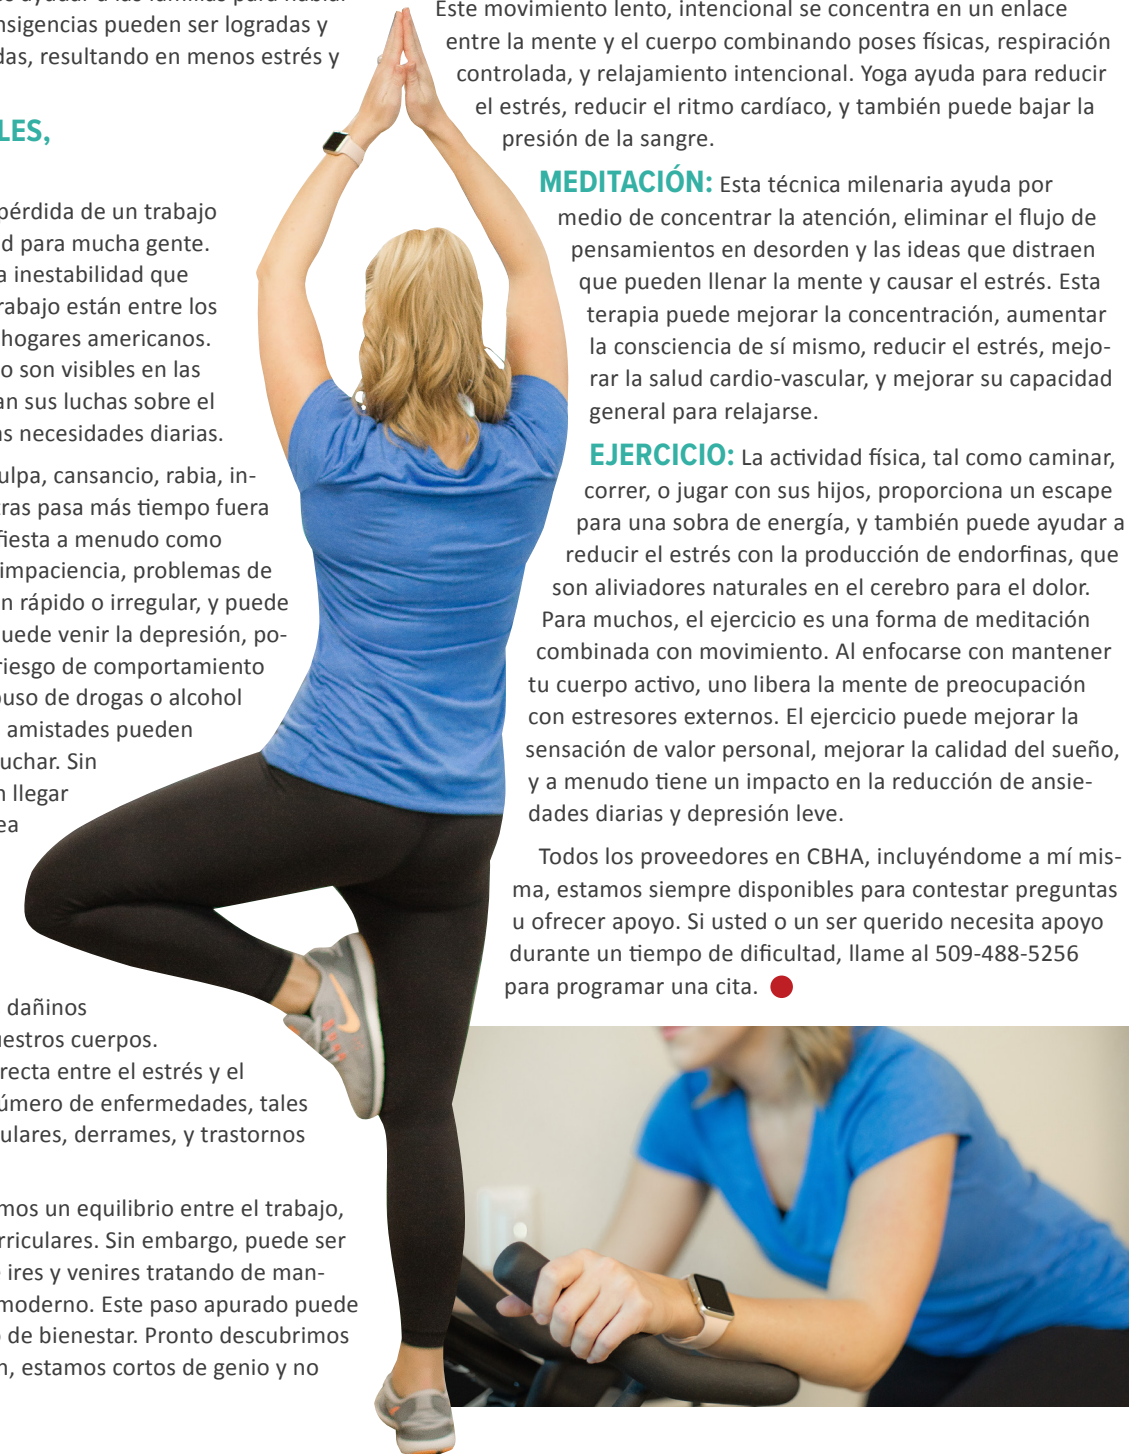 s ayudar a las familias para hablar
nsigencias pueden ser logradas y
das, resultando en menos estrés y
LES,
pérdida de un trabajo
d para mucha gente.
a inestabilidad que
rabajo están entre los
hogares americanos.
o son visibles en las
an sus luchas sobre el
as necesidades diarias.
ulpa, cansancio, rabia, in-
ras pasa más tiempo fuera
fiesta a menudo como
impaciencia, problemas de
n rápido o irregular, y puede
uede venir la depresión, po-
riesgo de comportamiento
buso de drogas o alcohol
amistades pueden
uchar. Sin
n llegar
ea
dañinos
uestros cuerpos.
recta entre el estrés y el
úmero de enfermedades, tales
ulares, derrames, y trastornos
mos un equilibrio entre el trabajo,
rriculares. Sin embargo, puede ser
ires y venires tratando de man-
moderno. Este paso apurado puede
o de bienestar. Pronto descubrimos
n, estamos cortos de genio y no
Este movimiento lento, intencional se concentra en un enlace
entre la mente y el cuerpo combinando poses físicas, respiración
controlada, y relajamiento intencional. Yoga ayuda para reducir
el estrés, reducir el ritmo cardíaco, y también puede bajar la
presión de la sangre.
MEDITACIÓN: Esta técnica milenaria ayuda por
medio de concentrar la atención, eliminar el flujo de
pensamientos en desorden y las ideas que distraen
que pueden llenar la mente y causar el estrés. Esta
terapia puede mejorar la concentración, aumentar
la consciencia de sí mismo, reducir el estrés, mejo-
rar la salud cardio-vascular, y mejorar su capacidad
general para relajarse.
EJERCICIO: La actividad física, tal como caminar,
correr, o jugar con sus hijos, proporciona un escape
para una sobra de energía, y también puede ayudar a
reducir el estrés con la producción de endorfinas, que
son aliviadores naturales en el cerebro para el dolor.
Para muchos, el ejercicio es una forma de meditación
combinada con movimiento. Al enfocarse con mantener
tu cuerpo activo, uno libera la mente de preocupación
con estresores externos. El ejercicio puede mejorar la
sensación de valor personal, mejorar la calidad del sueño,
y a menudo tiene un impacto en la reducción de ansie-
dades diarias y depresión leve.
Todos los proveedores en CBHA, incluyéndome a mí mis-
ma, estamos siempre disponibles para contestar preguntas
u ofrecer apoyo. Si usted o un ser querido necesita apoyo
durante un tiempo de dificultad, llame al 509-488-5256
para programar una cita.